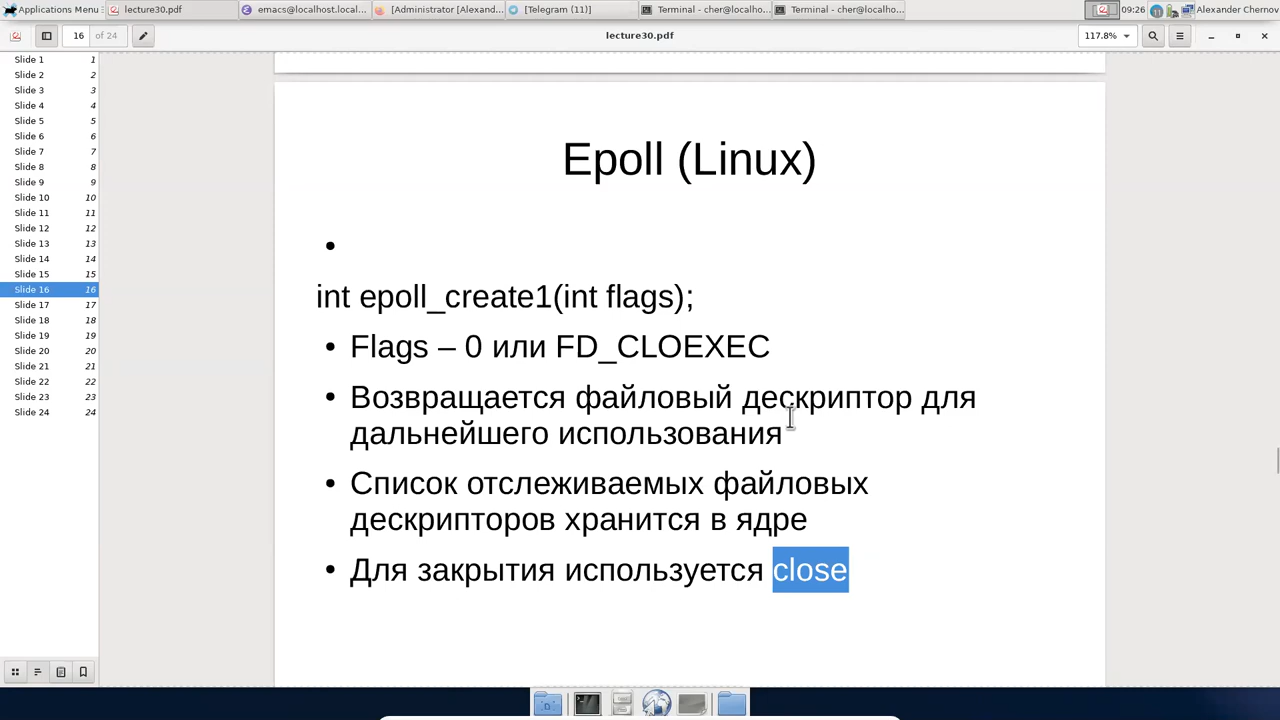 Applications Menu
lecture30.pdf
emacs@localhost.local...
[Administrator [Alexand...
[Telegram (11)]
Terminal - cher@localho...
Terminal - cher@localho...
09:26
Alexander Chernov
16 of 24
lecture30.pdf
117.8%
Slide 1 1
Slide 2 2
Slide 3 3
Slide 4 4
Slide 5 5
Slide 6 6
Slide 7 7
Slide 8 8
Slide 9 9
Slide 10 10
Slide 11 11
Slide 12 12
Slide 13 13
Slide 14 14
Slide 15 15
Slide 16 16
Slide 17 17
Slide 18 18
Slide 19 19
Slide 20 20
Slide 21 21
Slide 22 22
Slide 23 23
Slide 24 24
Epoll (Linux)
•
int epoll_create1(int flags);
• Flags – 0 или FD_CLOEXEC
• Возвращается файловый дескриптор для
дальнейшего использования
• Список отслеживаемых файловых
дескрипторов хранится в ядре
• Для закрытия используется close